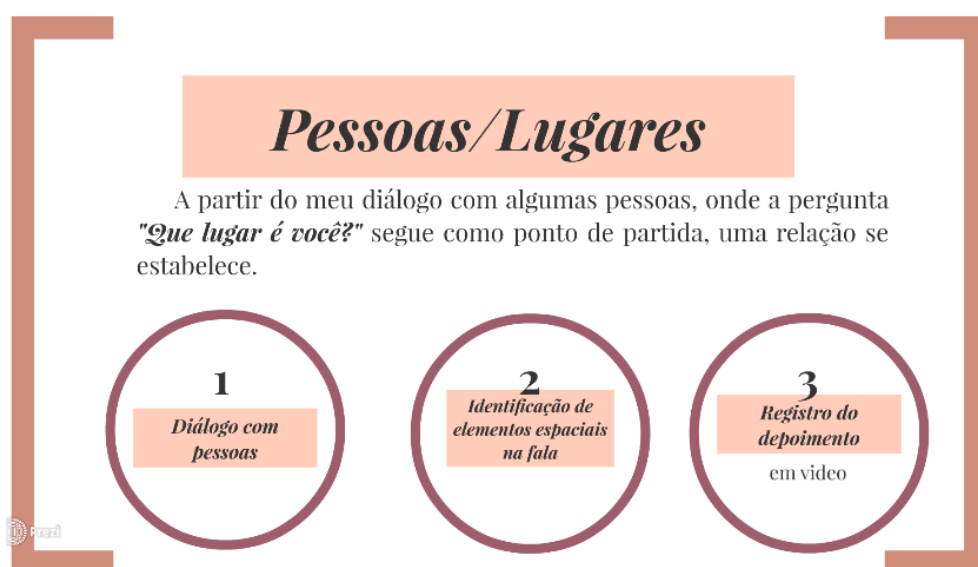 Pessoas/Lugares
A partir do meu diálogo com algumas pessoas, onde a pergunta
"Que lugar é você?" segue como ponto de partida, uma relação se
estabelece.
1
Diálogo com
pessoas
2
Identificação de
elementos espaciais
na fala
3
Registro do
depoimento
em video
Prezi